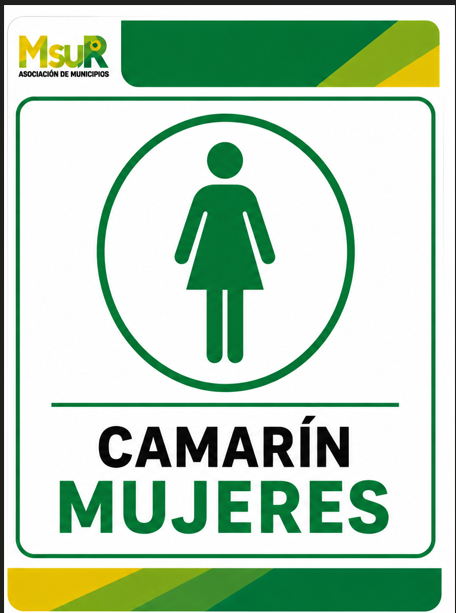 MsuR
ASOCIACIÓN DE MUNICIPIOS
CAMARÍN
MUJERES